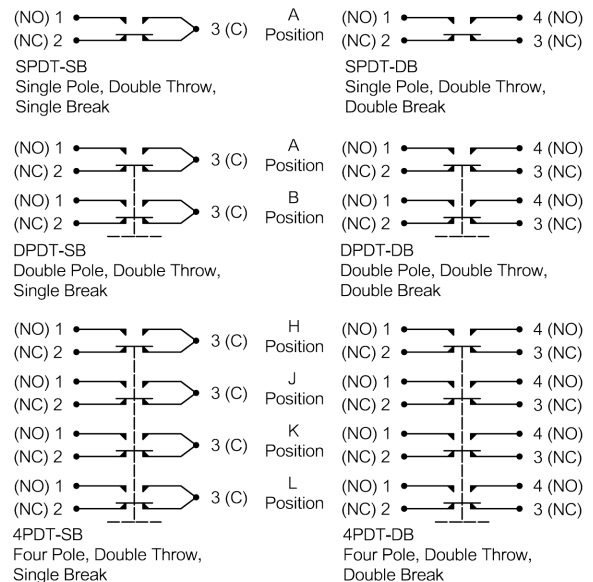 (NO) 1 3 (C) A (NO) 1 4 (NO)
(NC) 2 Position (NC) 2 3 (NC)
SPDT-SB SPDT-DB
Single Pole, Double Throw, Single Pole, Double Throw,
Single Break Double Break
(NO) 1 3 (C) A (NO) 1 4 (NO)
(NC) 2 Position (NC) 2 3 (NC)
(NO) 1 3 (C) B (NO) 1 4 (NO)
(NC) 2 Position (NC) 2 3 (NC)
DPDT-SB DPDT-DB
Double Pole, Double Throw, Double Pole, Double Throw,
Single Break Double Break
(NO) 1 3 (C) H (NO) 1 4 (NO)
(NC) 2 Position (NC) 2 3 (NC)
(NO) 1 3 (C) J (NO) 1 4 (NO)
(NC) 2 Position (NC) 2 3 (NC)
(NO) 1 3 (C) K (NO) 1 4 (NO)
(NC) 2 Position (NC) 2 3 (NC)
(NO) 1 3 (C) L (NO) 1 4 (NO)
(NC) 2 Position (NC) 2 3 (NC)
4PDT-SB 4PDT-DB
Four Pole, Double Throw, Four Pole, Double Throw,
Single Break Double Break